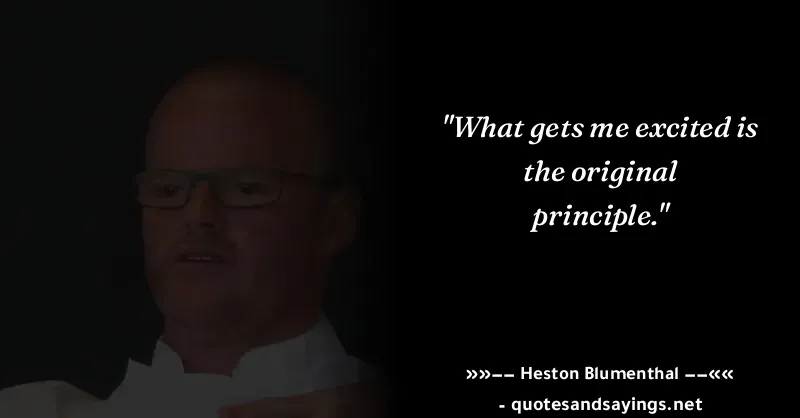 "What gets me excited is
the original
principle."
»»−− Heston Blumenthal −−««
- quotesandsayings.net